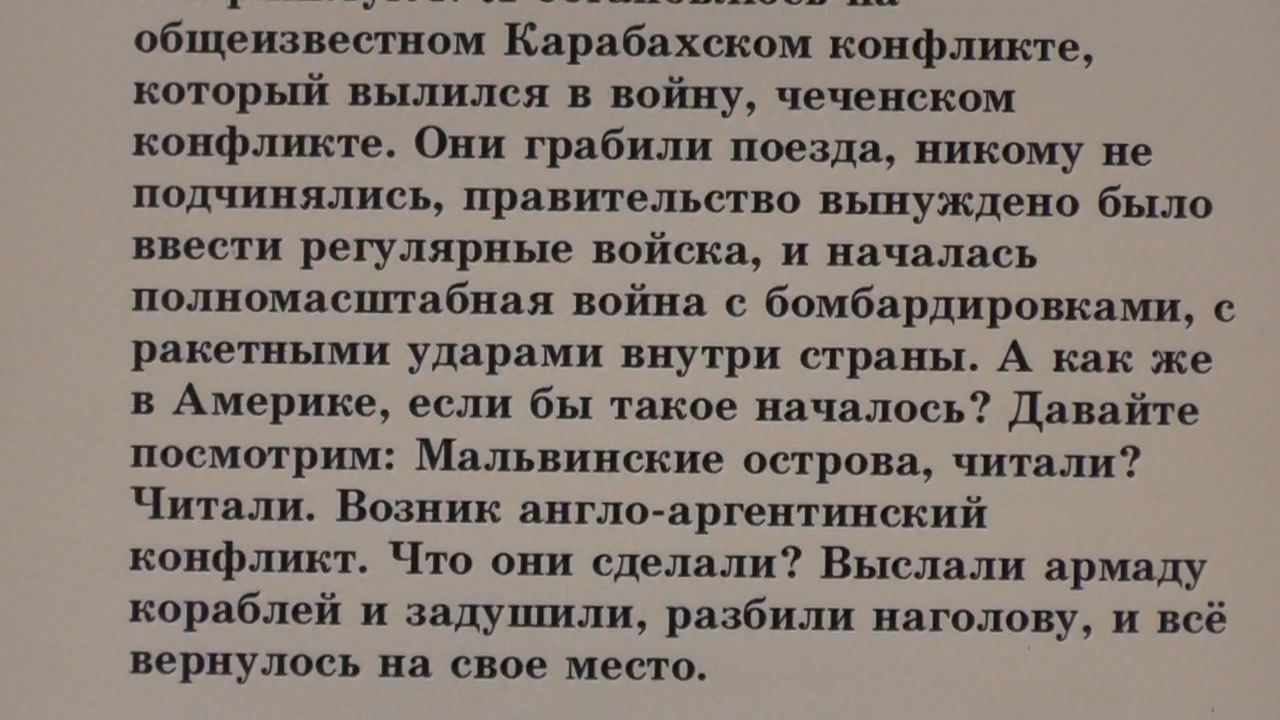 общеизвестном Карабахском конфликте,
который вылился в войну, чеченском
конфликте. Они грабили поезда, никому не
подчинялись, правительство вынуждено было
ввести регулярные войска, и началась
полномасштабная война с бомбардировками, с
ракетными ударами внутри страны. А как же
в Америке, если бы такое началось? Давайте
посмотрим: Мальвинские острова, читали?
Читали. Возник англо-аргентинский
конфликт. Что они сделали? Выслали армаду
кораблей и задушили, разбили наголову, и всё
вернулось на свое место.